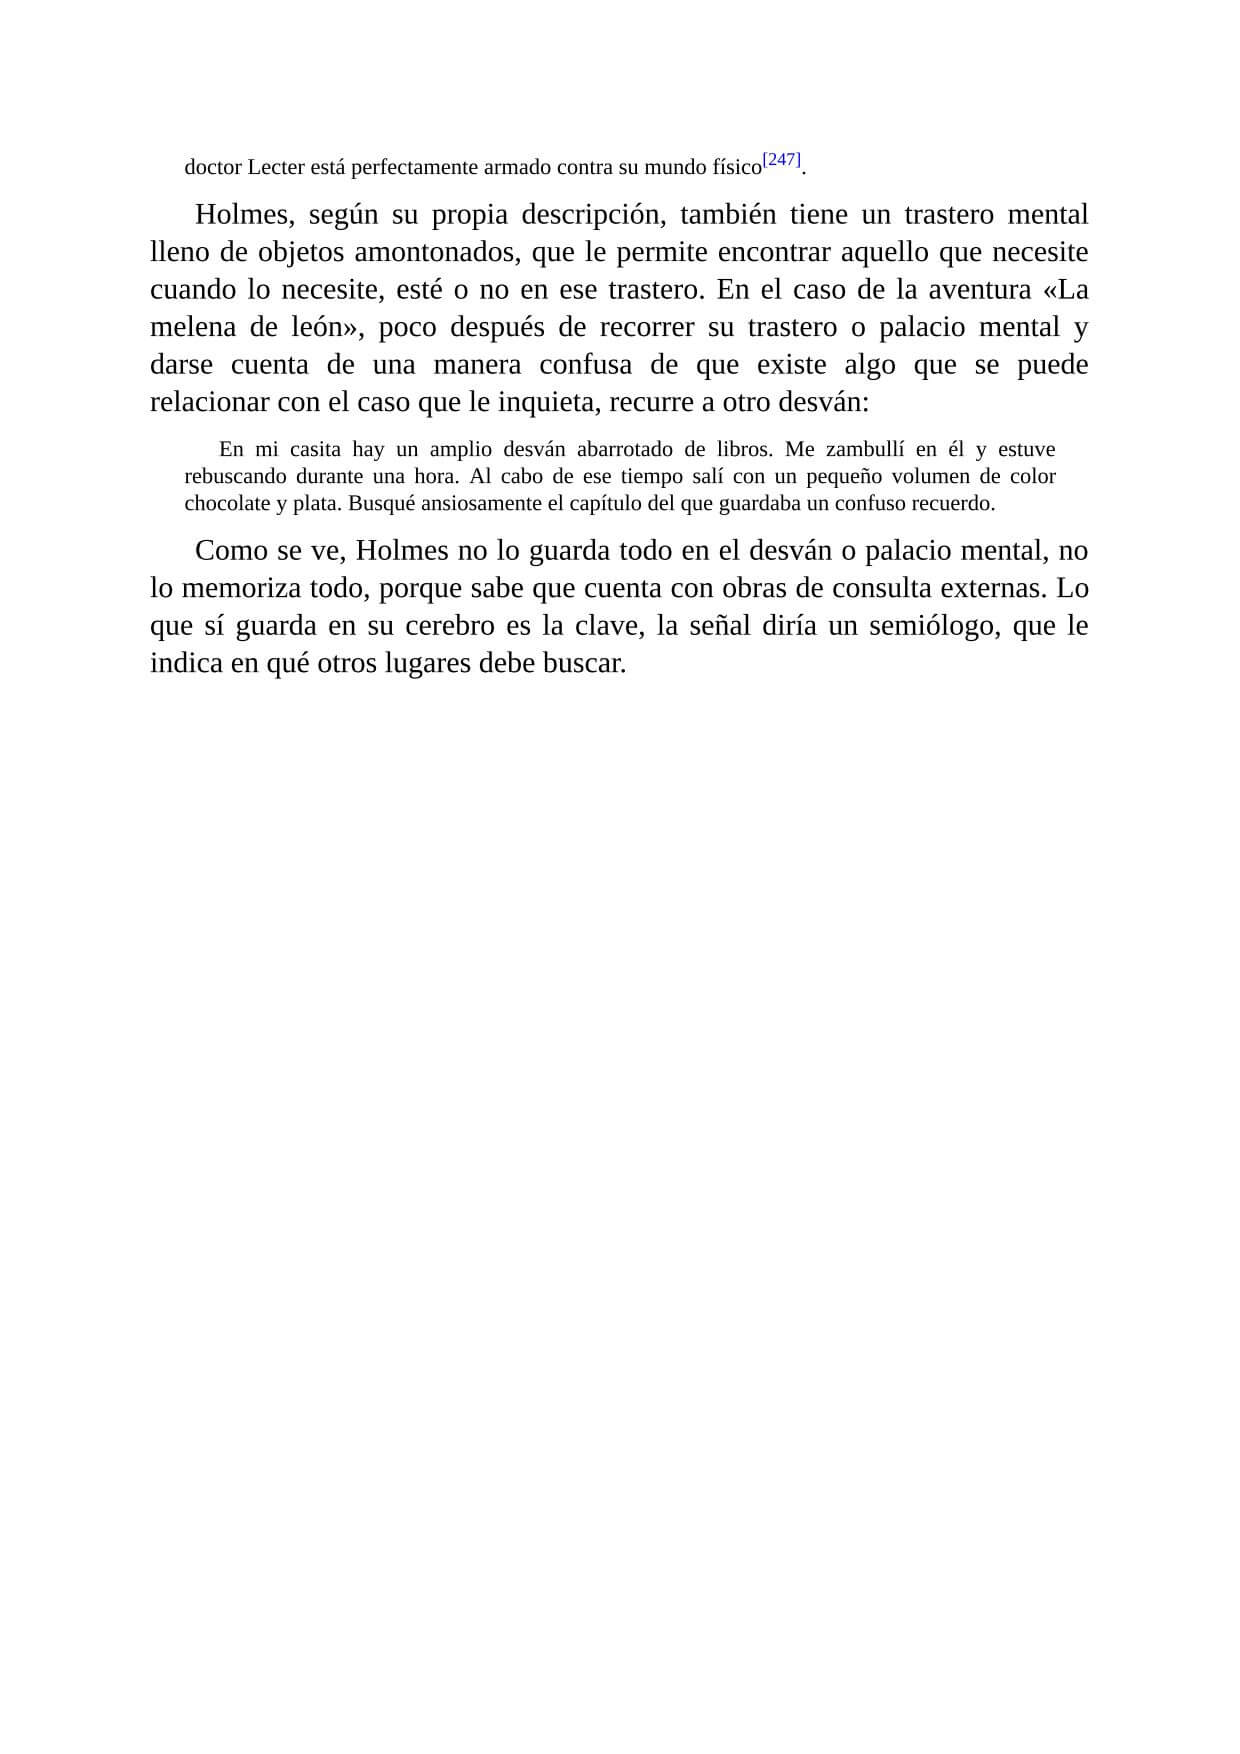 doctor Lecter está perfectamente armado contra su mundo físico[247].
Holmes, según su propia descripción, también tiene un trastero mental
lleno de objetos amontonados, que le permite encontrar aquello que necesite
cuando lo necesite, esté o no en ese trastero. En el caso de la aventura «La
melena de león», poco después de recorrer su trastero o palacio mental y
darse cuenta de una manera confusa de que existe algo que se puede
relacionar con el caso que le inquieta, recurre a otro desván:
En mi casita hay un amplio desván abarrotado de libros. Me zambullí en él y estuve
rebuscando durante una hora. Al cabo de ese tiempo salí con un pequeño volumen de color
chocolate y plata. Busqué ansiosamente el capítulo del que guardaba un confuso recuerdo.
Como se ve, Holmes no lo guarda todo en el desván o palacio mental, no
lo memoriza todo, porque sabe que cuenta con obras de consulta externas. Lo
que sí guarda en su cerebro es la clave, la señal diría un semiólogo, que le
indica en qué otros lugares debe buscar.